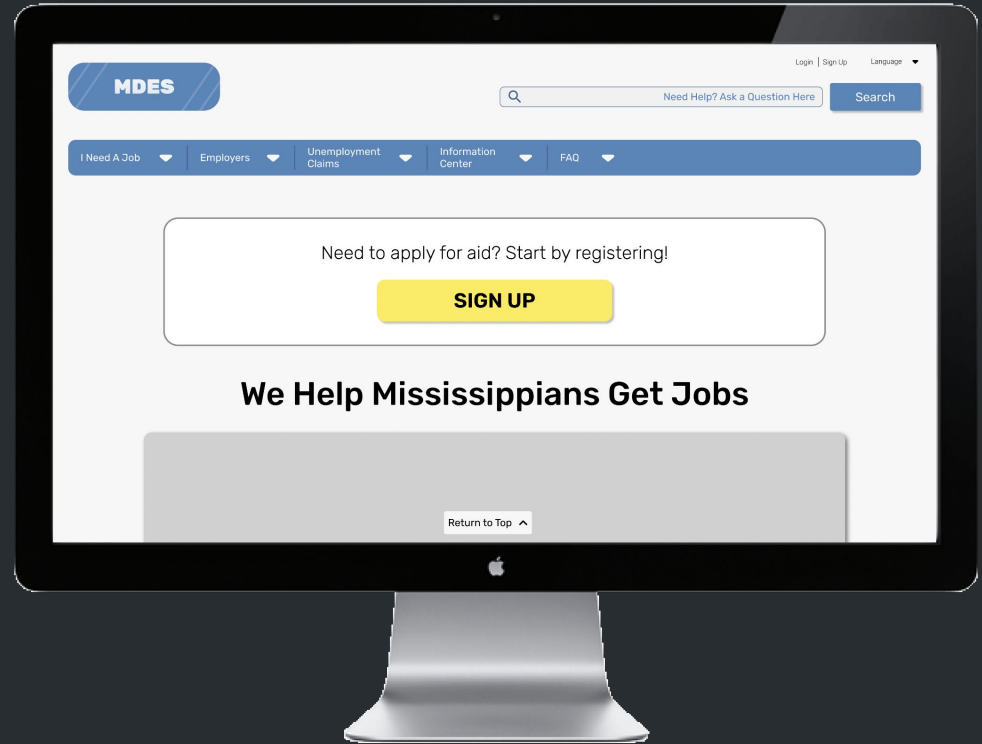 Login | Sign Up Language
MDES
Need Help? Ask a Question Here
Search
I Need A Job
Employers
Unemployment
Claims
Information
Center
FAQ
Need to apply for aid? Start by registering!
SIGN UP
We Help Mississippians Get Jobs
Return to Top